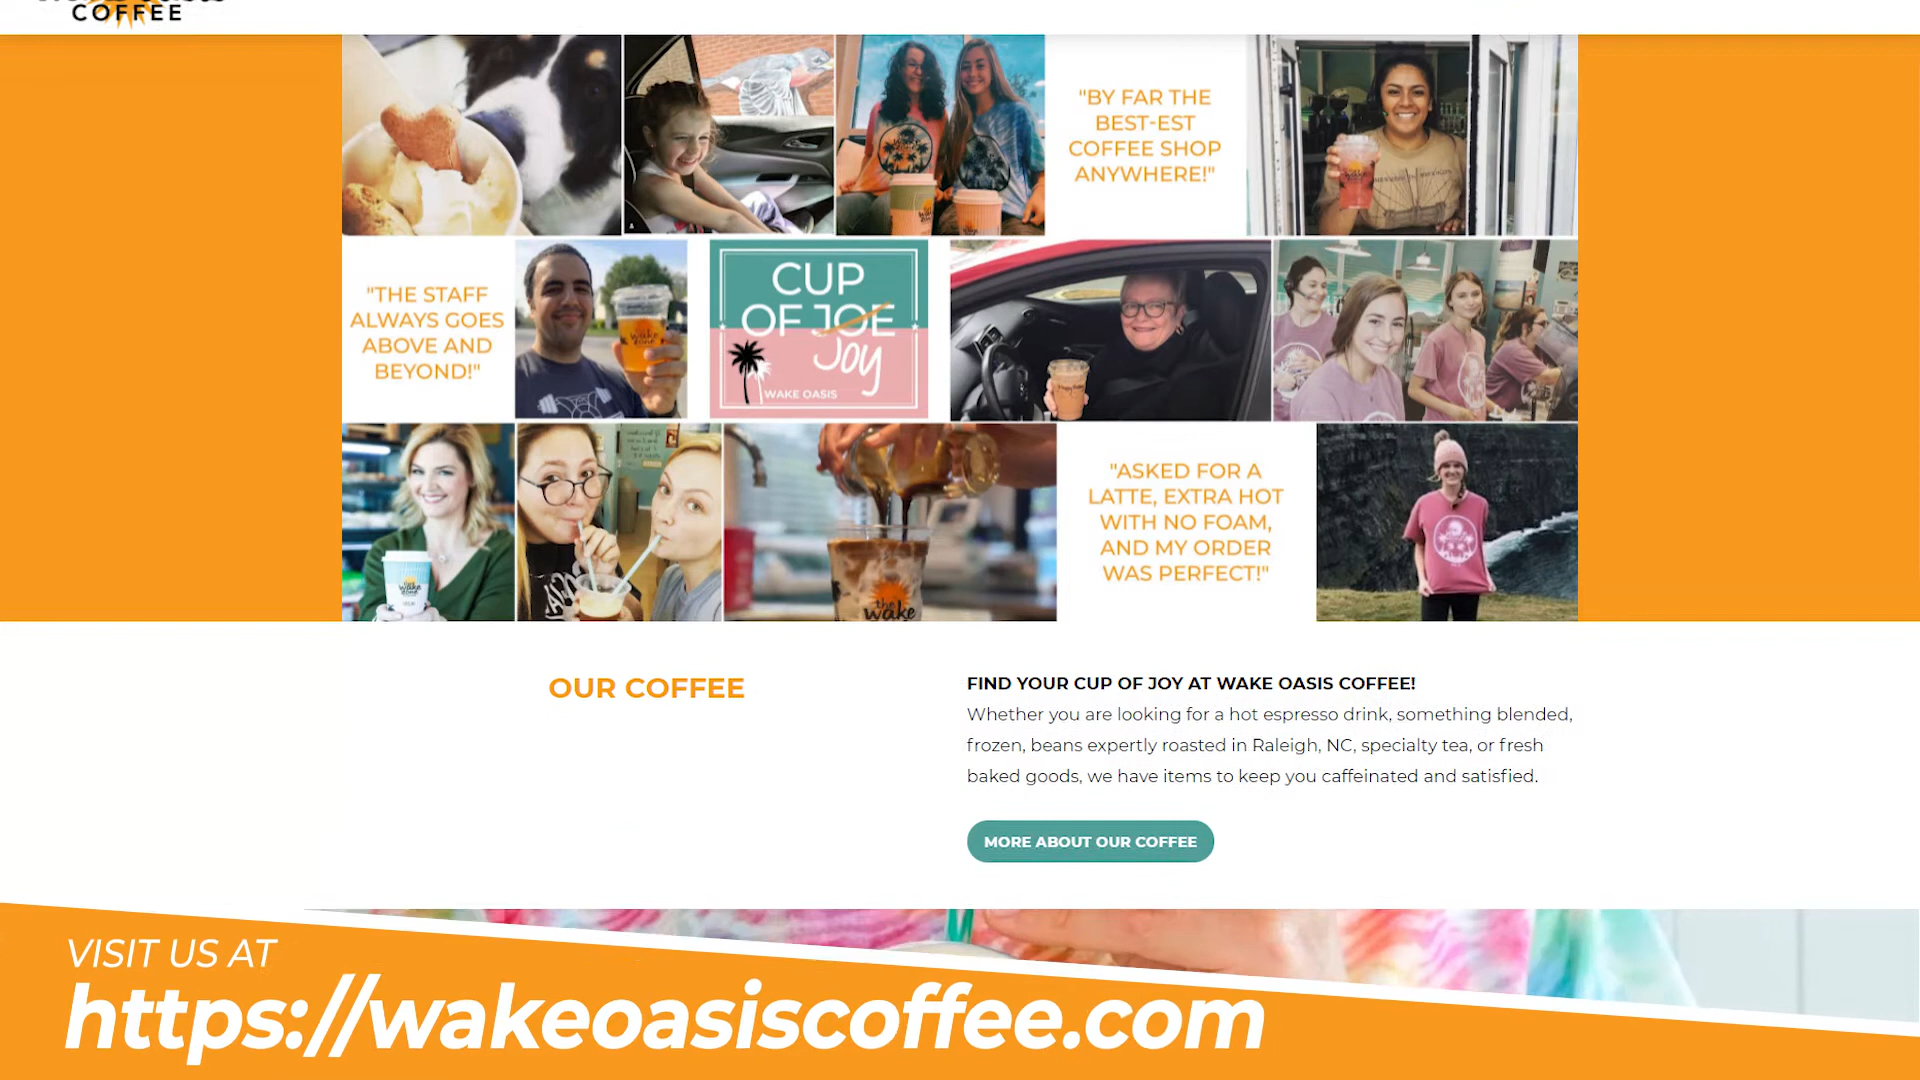 COFFEE
"BY FAR THE
BEST-EST
COFFEE SHOP
ANYWHERE!"
"THE STAFF
ALWAYS GOES
ABOVE AND
BEYOND!"
CUP
OF JOE
Joy
WAKE OASIS
the
wake
"ASKED FOR A
LATTE, EXTRA HOT
WITH NO FOAM,
AND MY ORDER
WAS PERFECT!"
OUR COFFEE
FIND YOUR CUP OF JOY AT WAKE OASIS COFFEE!
Whether you are looking for a hot espresso drink, something blended,
frozen, beans expertly roasted in Raleigh, NC, specialty tea, or fresh
baked goods, we have items to keep you caffeinated and satisfied.
MORE ABOUT OUR COFFEE
VISIT US AT
https://wakeoasiscoffee.com